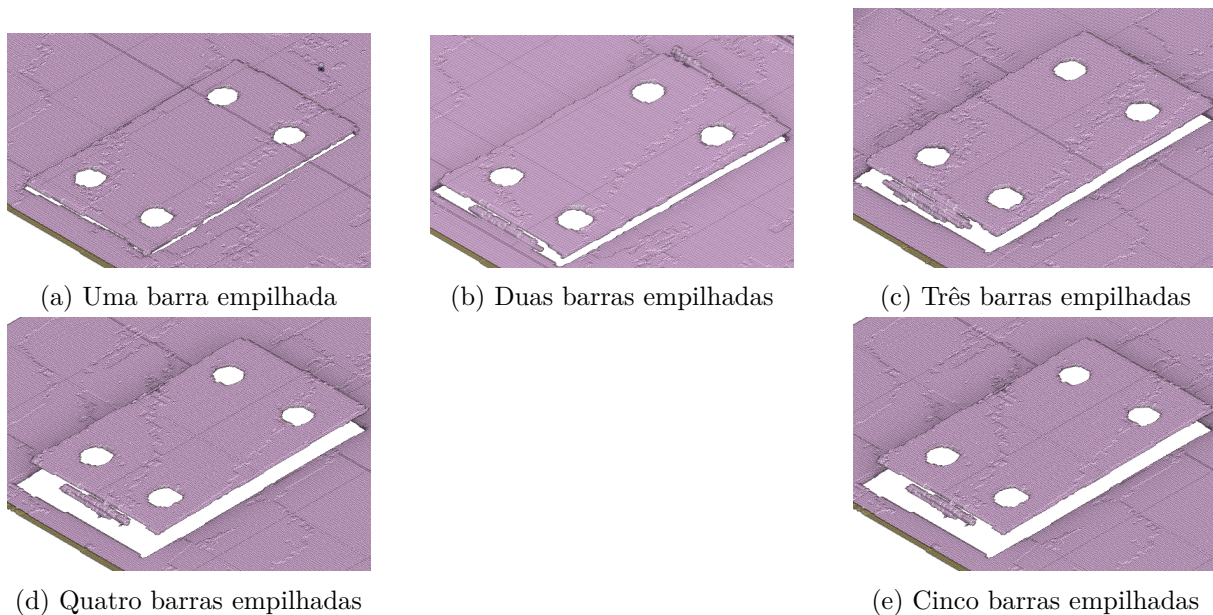 (a) Uma barra empilhada
(b) Duas barras empilhadas
(c) Três barras empilhadas
(d) Quatro barras empilhadas
(e) Cinco barras empilhadas